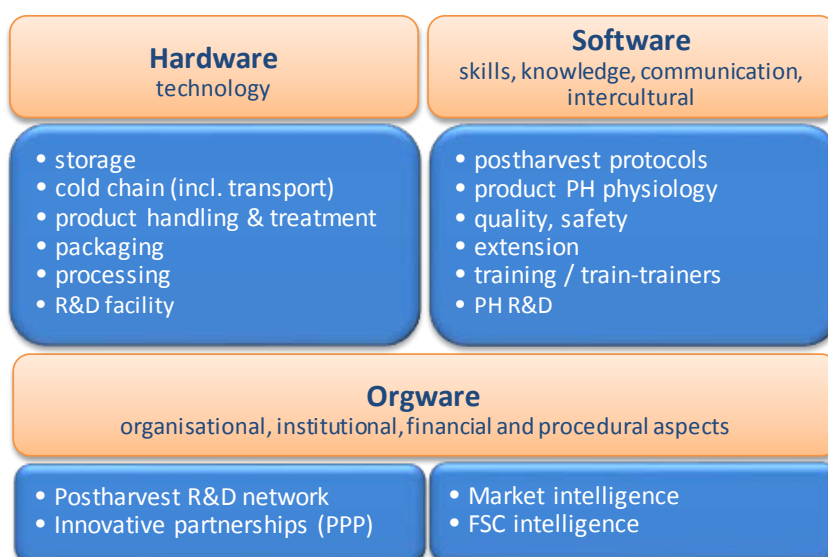 Hardware
technology
• storage
• cold chain (incl. transport)
• product handling & treatment
• packaging
• processing
• R&D facility
Software
skills, knowledge, communication,
intercultural
• postharvest protocols
• product PH physiology
• quality, safety
• extension
• training / train-trainers
• PH R&D
Orgware
organisational, institutional, financial and procedural aspects
• Postharvest R&D network
• Innovative partnerships (PPP)
• Market intelligence
• FSC intelligence